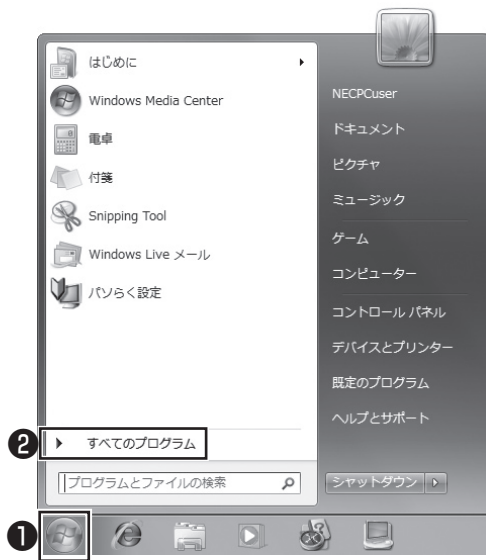 はじめに
Windows Media Center
電卓
付箋
Snipping Tool
Windows Live メール
パソらく設定
❷ すべてのプログラム
プログラムとファイルの検索
NECPCuser
ドキュメント
ピクチャ
ミュージック
ゲーム
コンピューター
コントロール パネル
デバイスとプリンター
既定のプログラム
ヘルプとサポート
シャットダウン
❶